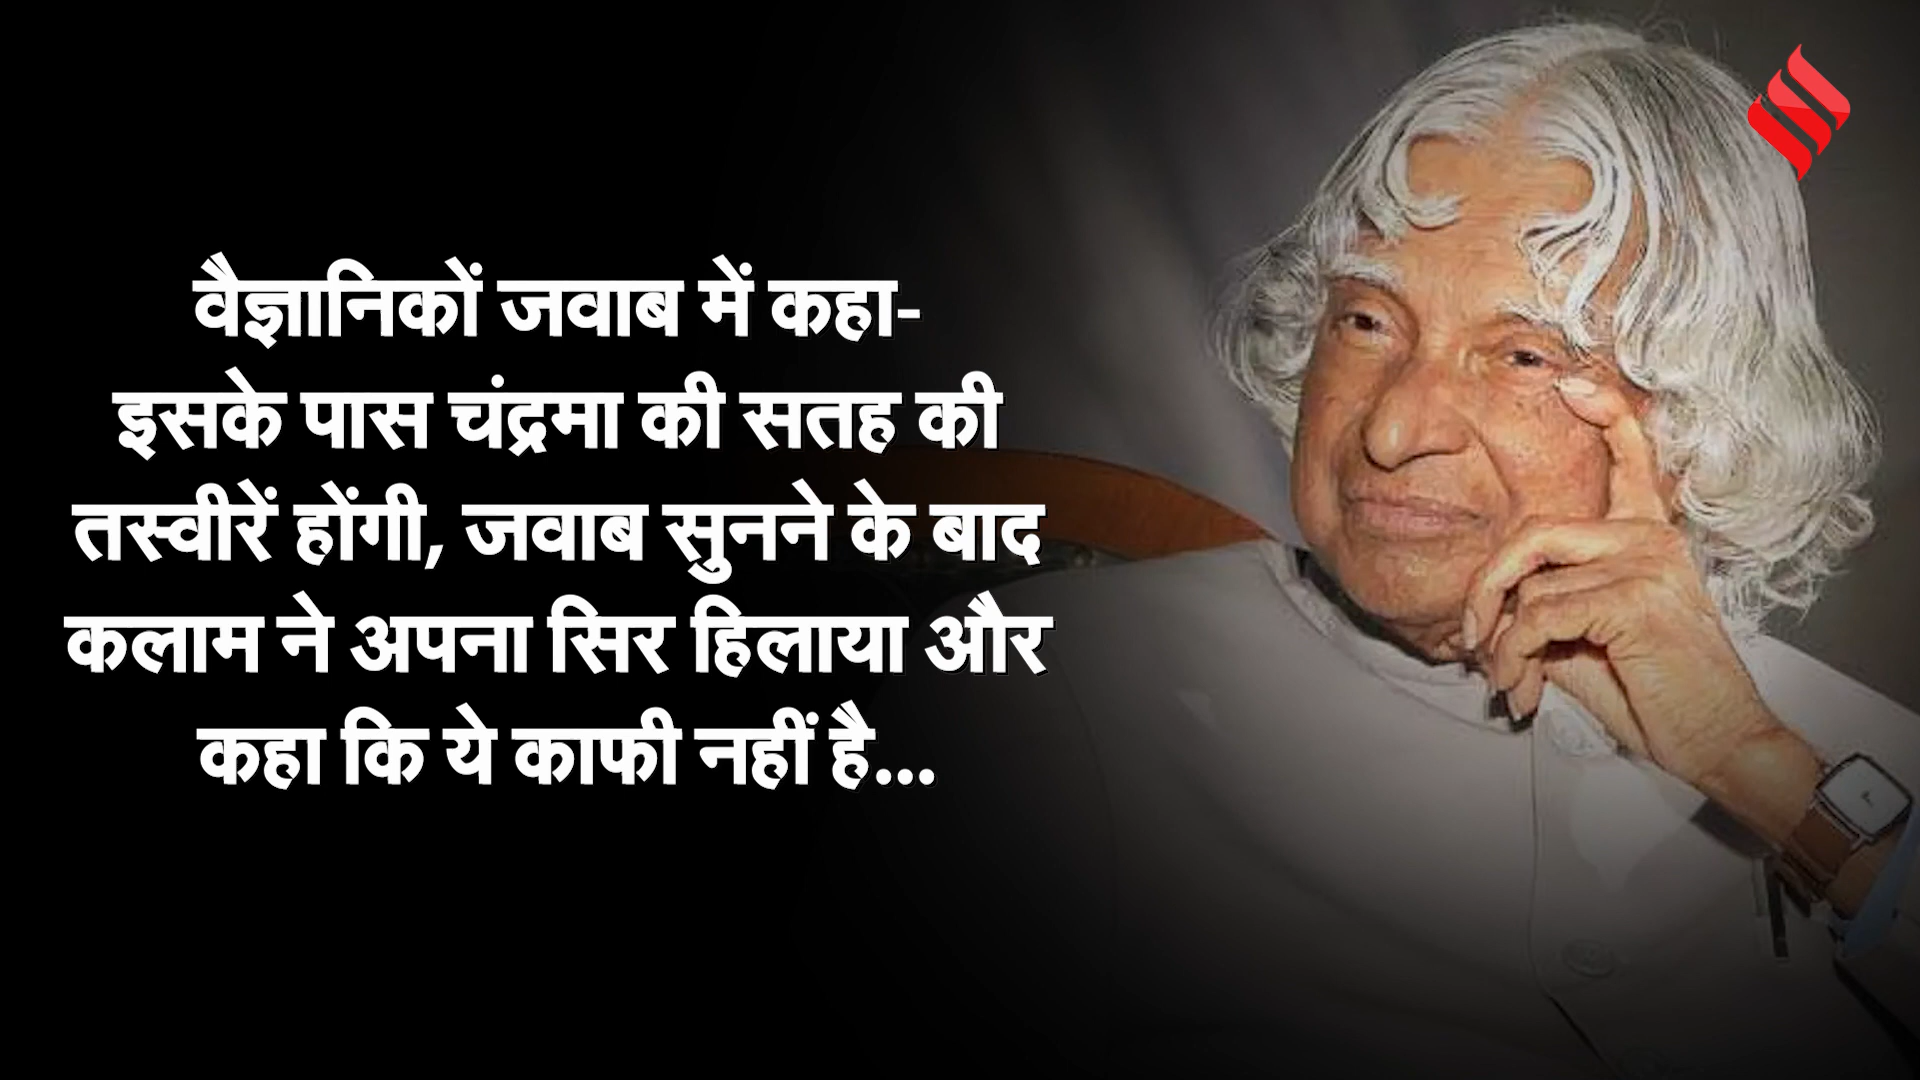 वैज्ञानिकों जवाब में कहा-
इसके पास चंद्रमा की सतह की
तस्वीरें होंगी, जवाब सुनने के बाद
कलाम ने अपना सिर हिलाया और
कहा कि ये काफी नहीं है...